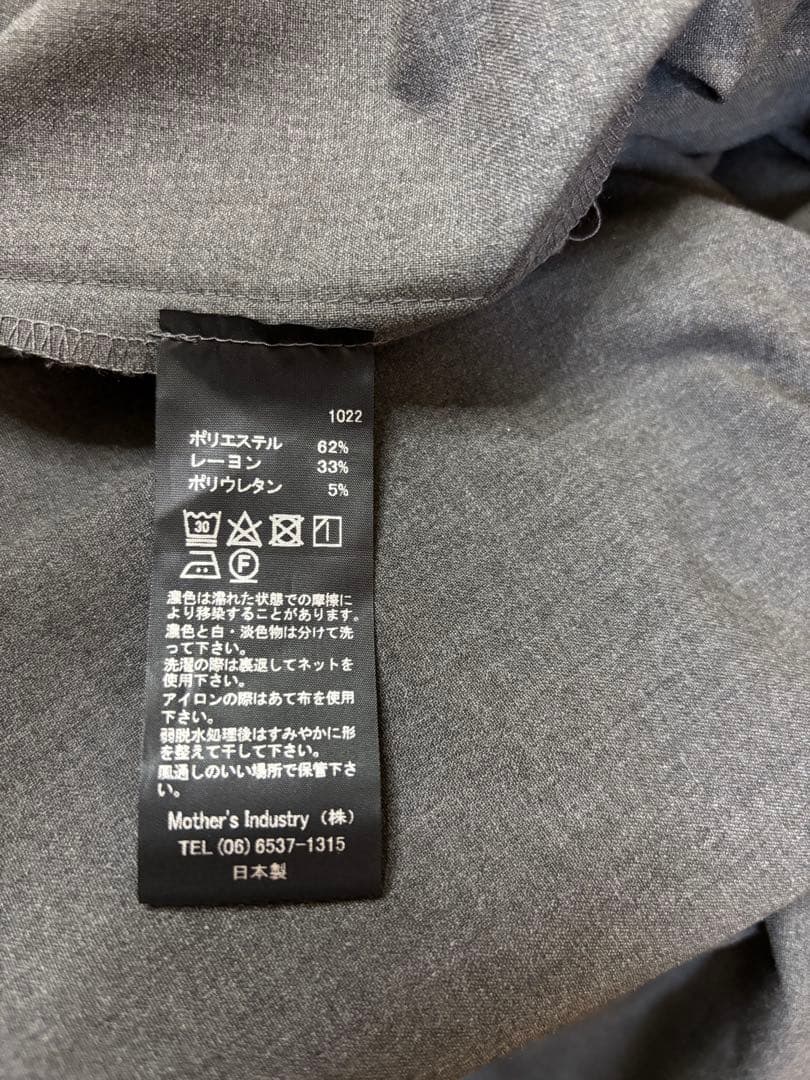 1022
ポリエステル 62%
レーヨン 33%
ポリウレタン 5%
30
F
濃色は濡れた状態での摩擦に
より移染することがあります。
濃色と白・淡色物は分けて洗
って下さい。
洗濯の際は裏返してネットを
使用下さい。
アイロンの際はあて布を使用
下さい。
弱脱水処理後はすみやかに形
を整えて干して下さい。
風通しのいい場所で保管下さ
い。
Mother's Industry (株)
TEL (06) 6537-1315
日本製